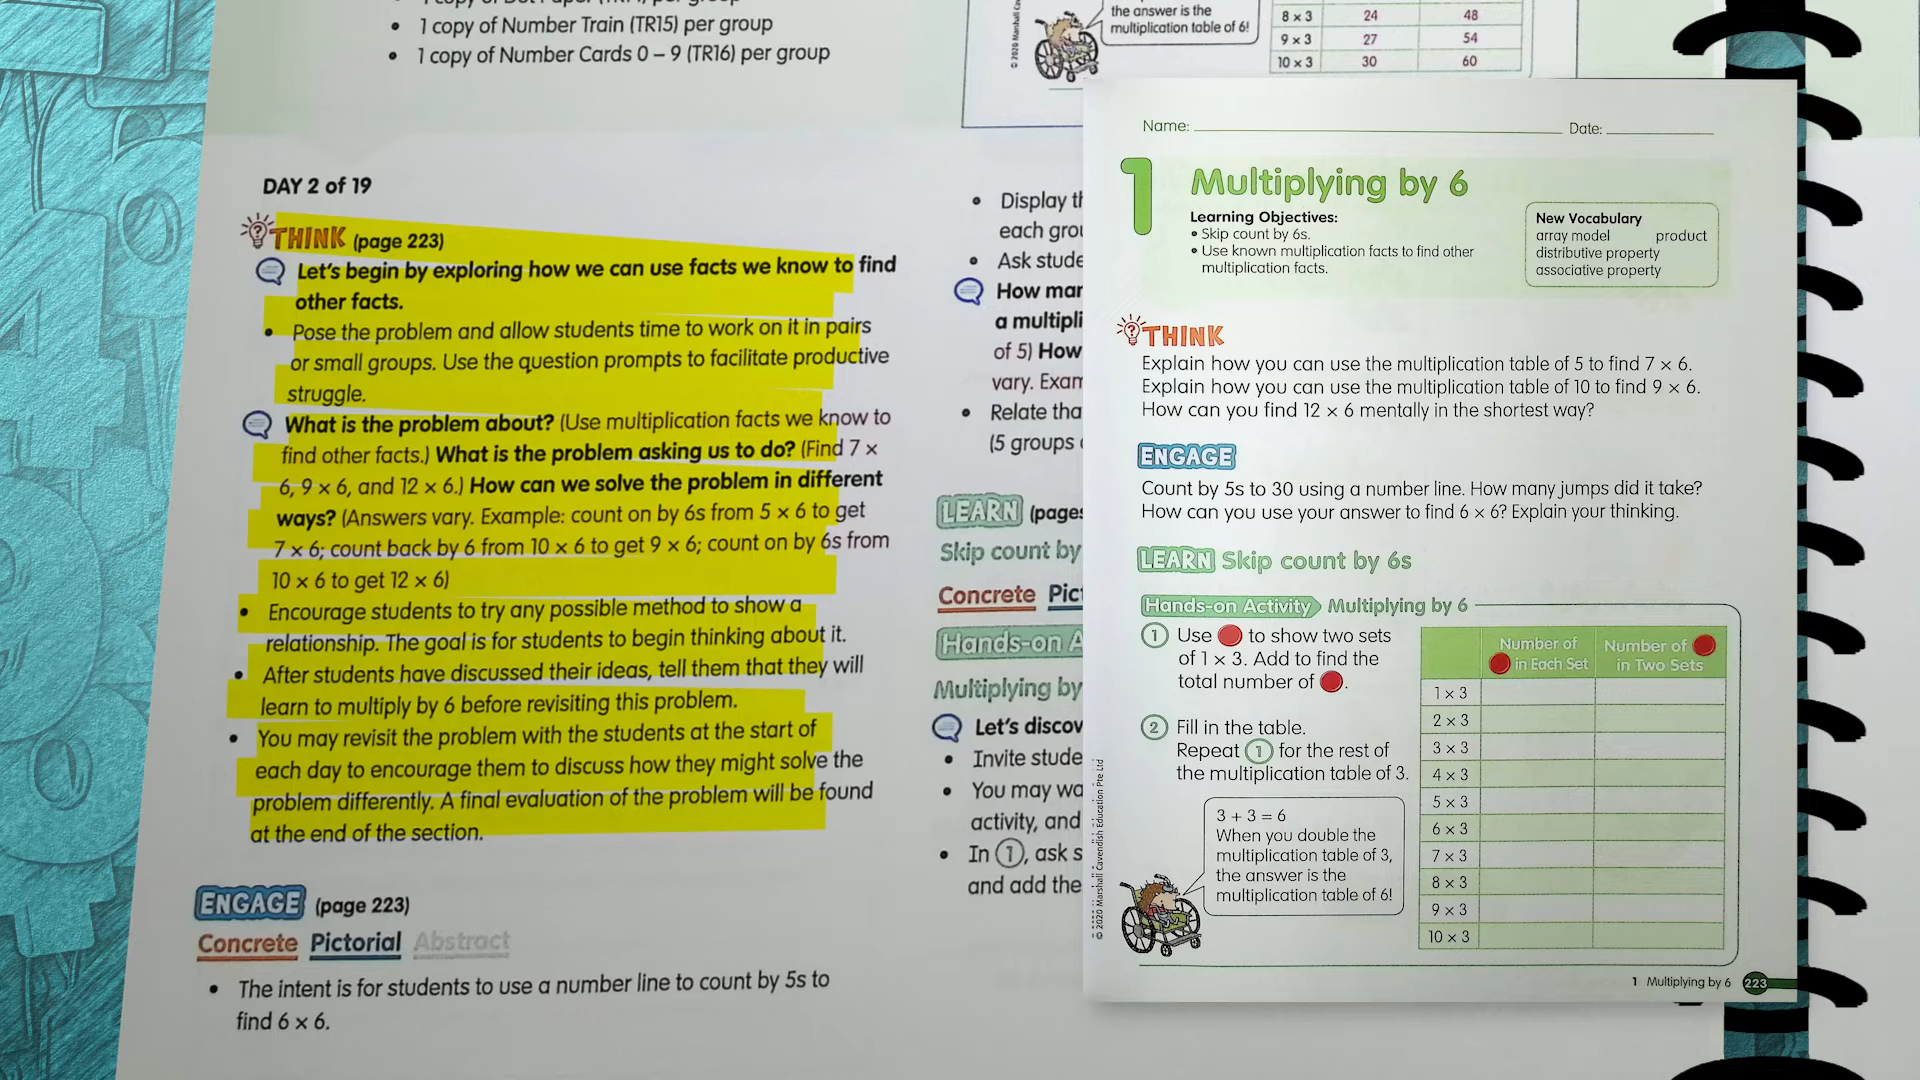 1 copy of Number Train (TR15) per group
1 copy of Number Cards 0 – 9 (TR16) per group
DAY 2 of 19
THINK (page 223)
Let's begin by exploring how we can use facts we know to find
other facts.
Pose the problem and allow students time to work on it in pairs
or small groups. Use the question prompts to facilitate productive
struggle.
What is the problem about? (Use multiplication facts we know to
find other facts.) What is the problem asking us to do? (Find 7 ×
6, 9 × 6, and 12 × 6.) How can we solve the problem in different
ways? (Answers vary. Example: count on by 6s from 5 × 6 to get
7 × 6; count back by 6 from 10 × 6 to get 9 × 6; count on by 6s from
10 × 6 to get 12 × 6)
Encourage students to try any possible method to show a
relationship. The goal is for students to begin thinking about it.
After students have discussed their ideas, tell them that they will
learn to multiply by 6 before revisiting this problem.
You may revisit the problem with the students at the start of
each day to encourage them to discuss how they might solve the
problem differently. A final evaluation of the problem will be found
at the end of the section.
ENGAGE (page 223)
Concrete Pictorial Abstract
The intent is for students to use a number line to count by 5s to
find 6 × 6.
the answer is the
multiplication table of 6!
8 × 3 24 48
9 × 3 27 54
10 × 3 30 60
Display
each
Ask
How
a
of 5) How
vary.
Relate
(5 groups
LEARN
Skip count by
Concrete
Hands-on
Multiplying by
Let's
Invite
You may
activity, and
In 1, ask
and add the
Name: Date:
1 Multiplying by 6
Learning Objectives:
• Skip count by 6s.
• Use known multiplication facts to find other
multiplication facts.
New Vocabulary
array model product
distributive property
associative property
THINK
Explain how you can use the multiplication table of 5 to find 7 × 6.
Explain how you can use the multiplication table of 10 to find 9 × 6.
How can you find 12 × 6 mentally in the shortest way?
ENGAGE
Count by 5s to 30 using a number line. How many jumps did it take?
How can you use your answer to find 6 × 6? Explain your thinking.
LEARN Skip count by 6s
Hands-on Activity Multiplying by 6
1 Use to show two sets
of 1 × 3. Add to find the
total number of .
2 Fill in the table.
Repeat 1 for the rest of
the multiplication table of 3.
3 + 3 = 6
When you double the
multiplication table of 3,
the answer is the
multiplication table of 6!
Number of in Each Set
Number of in Two Sets
1 × 3
2 × 3
3 × 3
4 × 3
5 × 3
6 × 3
7 × 3
8 × 3
9 × 3
10 × 3
© 2020 Marshall Cavendish Education Pte Ltd
1 Multiplying by 6 223